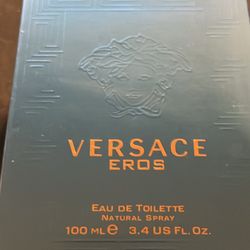 VERSACE
EROS
EAU DE TOILETTE
NATURAL SPRAY
100 ML e 3.4 US FL.OZ.